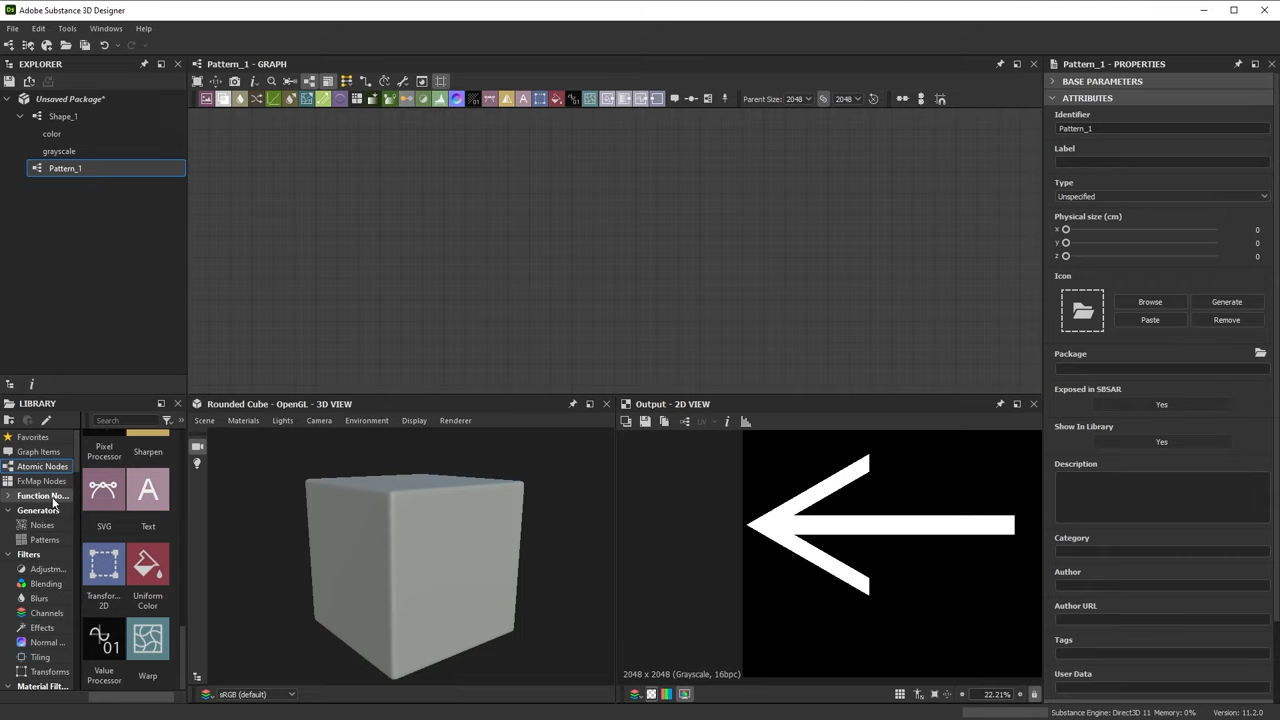 Ds Adobe Substance 3D Designer
File Edit Tools Windows Help
EXPLORER
Unsaved Package*
Shape_1
color
grayscale
Pattern_1
Pattern_1 - GRAPH
Parent Size: 2048 2048
LIBRARY
Search
Favorites
Graph Items
Atomic Nodes
FxMap Nodes
Function No...
Generators
Noises
Patterns
Filters
Adjustm...
Blending
Blurs
Channels
Effects
Normal ...
Tiling
Transforms
Material Filt...
Pixel Processor
Sharpen
SVG
A
Text
Transfor... 2D
Uniform Color
01
Value Processor
Warp
Rounded Cube - OpenGL - 3D VIEW
Scene Materials Lights Camera Environment Display Renderer
sRGB (default)
Output - 2D VIEW
UV
2048 x 2048 (Grayscale, 16bpc)
22.21%
Pattern_1 - PROPERTIES
BASE PARAMETERS
ATTRIBUTES
Identifier
Pattern_1
Label
Type
Unspecified
Physical size (cm)
x 0
y 0
z 0
Icon
Browse Generate
Paste Remove
Package
Exposed in SBSAR
Yes
Show In Library
Yes
Description
Category
Author
Author URL
Tags
User Data
Substance Engine: Direct3D 11 Memory: 0% Version: 11.2.0